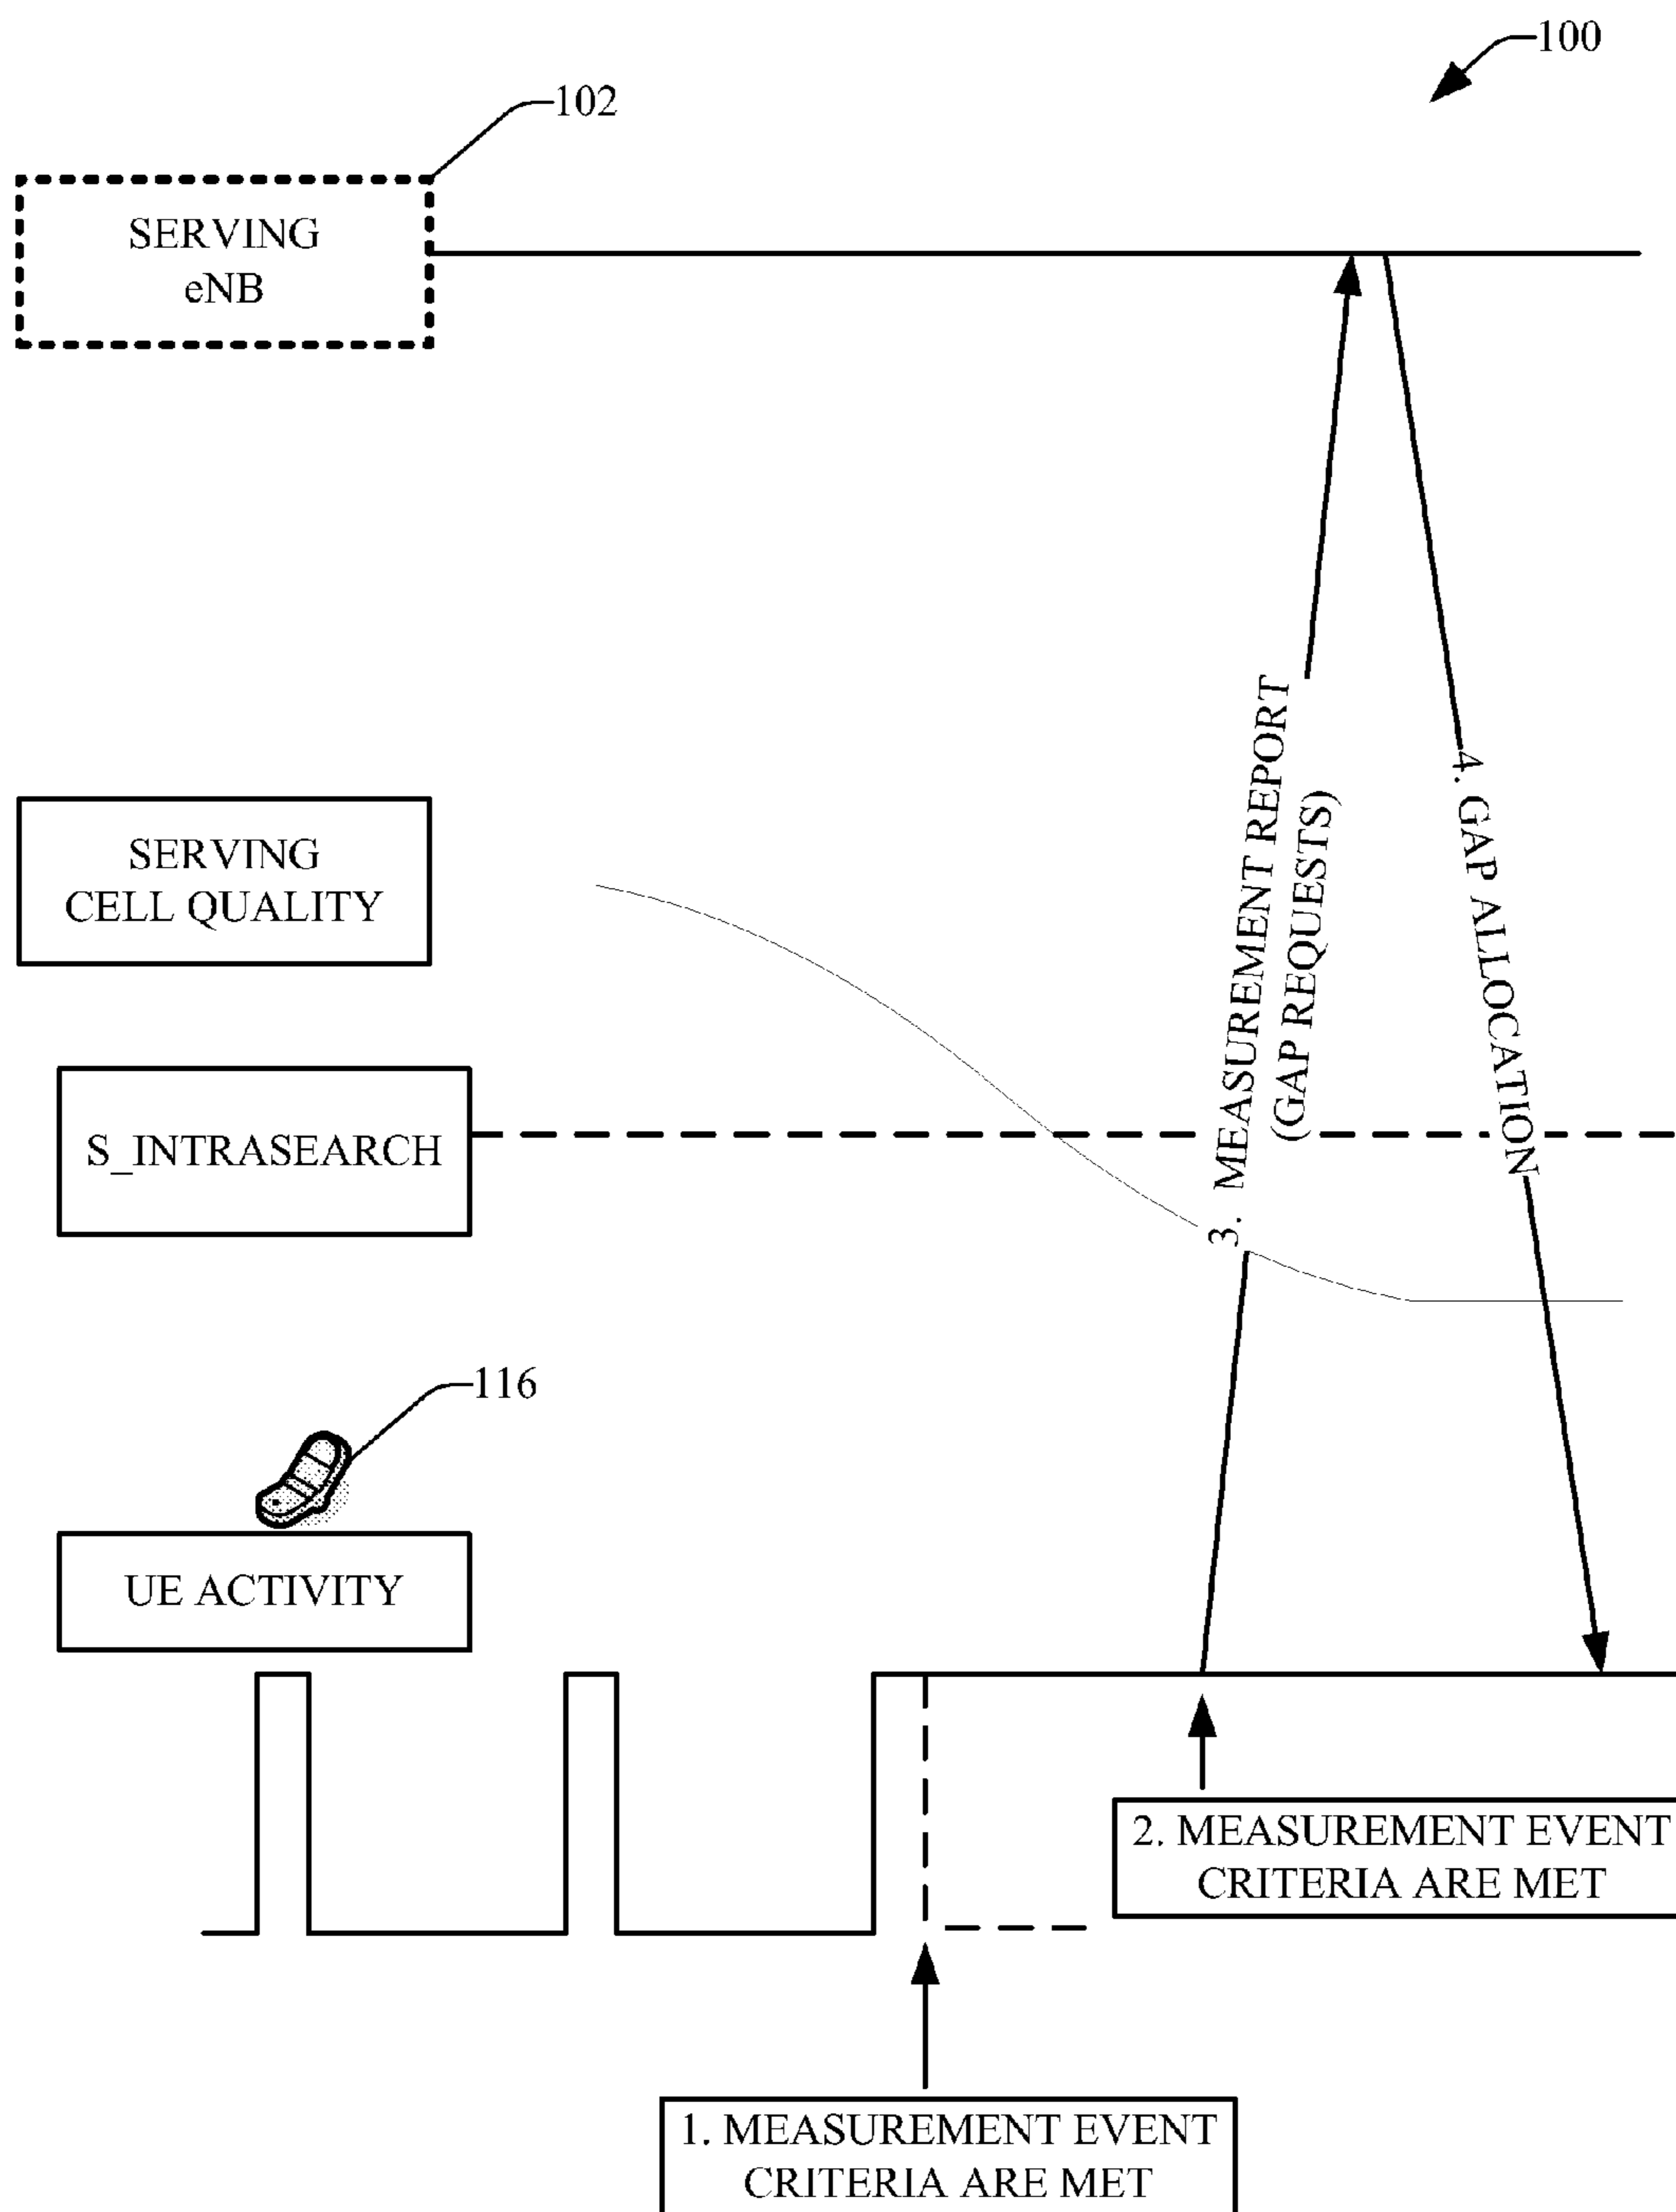 100
102
SERVING
eNB
SERVING
CELL QUALITY
3. MEASUREMENT REPORT
(GAP REQUESTS)
4. GAP ALLOCATION
S_INTRASEARCH
116
UE ACTIVITY
2. MEASUREMENT EVENT
CRITERIA ARE MET
1. MEASUREMENT EVENT
CRITERIA ARE MET